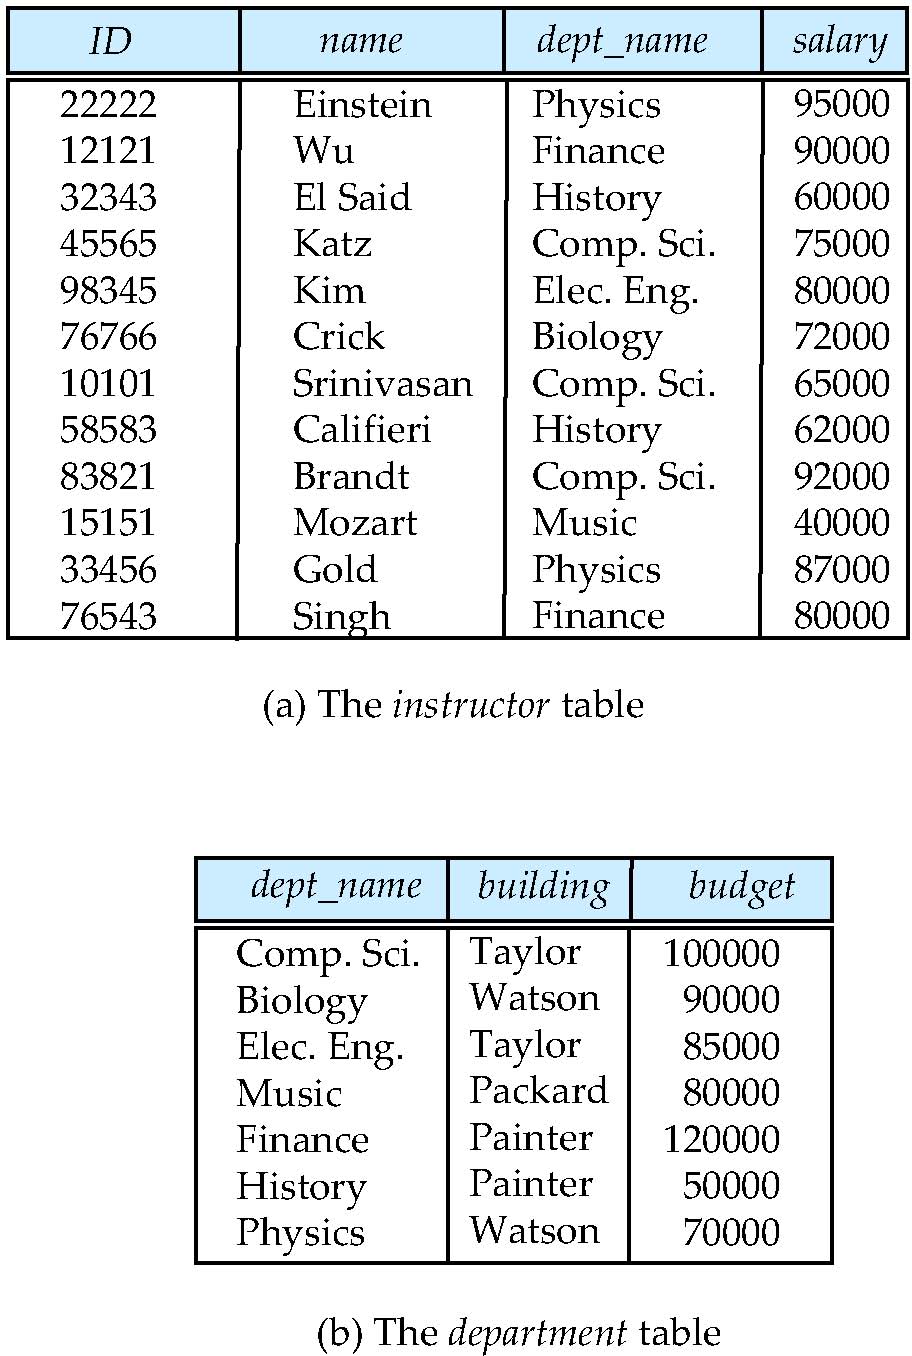 ID name dept_name salary
22222 Einstein Physics 95000
12121 Wu Finance 90000
32343 El Said History 60000
45565 Katz Comp. Sci. 75000
98345 Kim Elec. Eng. 80000
76766 Crick Biology 72000
10101 Srinivasan Comp. Sci. 65000
58583 Califieri History 62000
83821 Brandt Comp. Sci. 92000
15151 Mozart Music 40000
33456 Gold Physics 87000
76543 Singh Finance 80000
(a) The instructor table
dept_name building budget
Comp. Sci. Taylor 100000
Biology Watson 90000
Elec. Eng. Taylor 85000
Music Packard 80000
Finance Painter 120000
History Painter 50000
Physics Watson 70000
(b) The department table